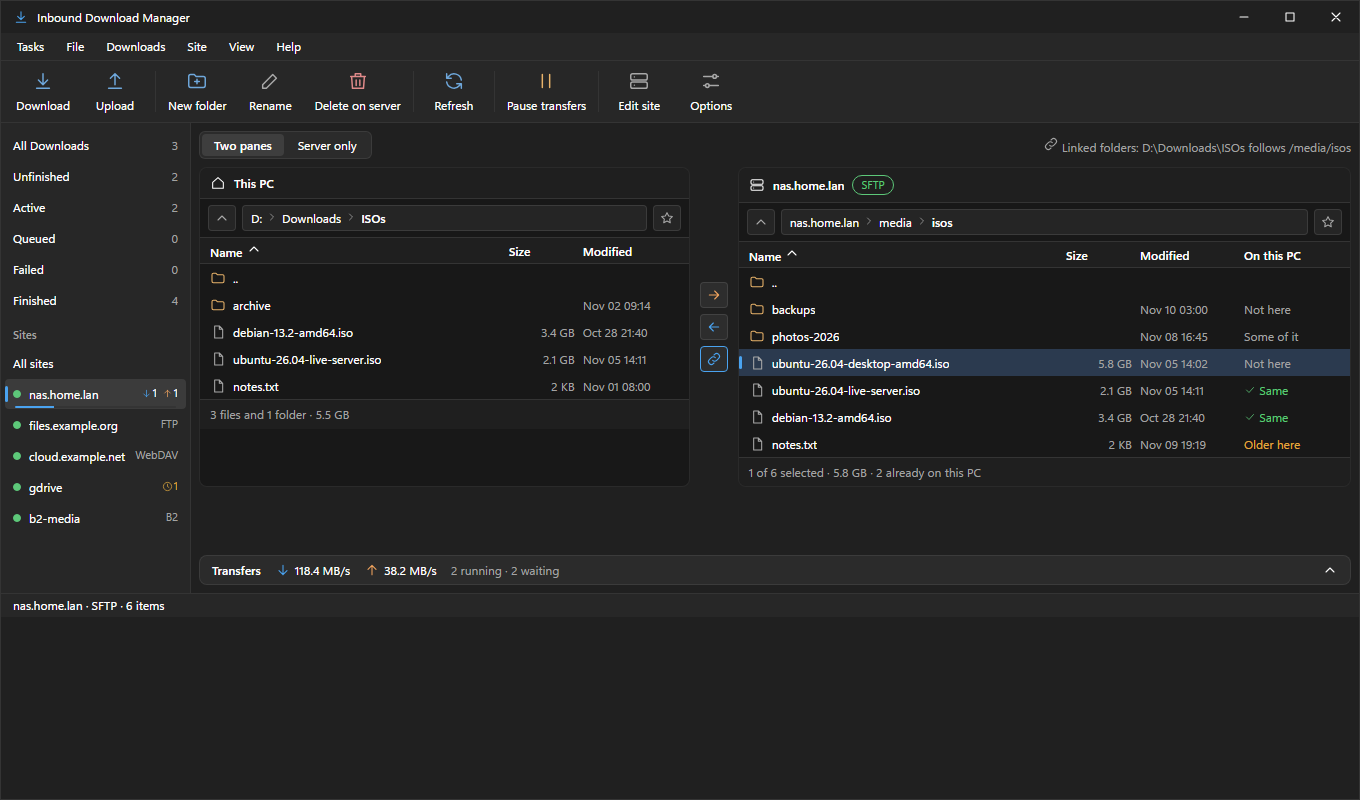 Inbound Download Manager
Tasks File Downloads Site View Help
Download Upload New folder Rename Delete on server Refresh Pause transfers Edit site Options
All Downloads 3
Unfinished 2
Active 2
Queued 0
Failed 0
Finished 4
Sites
All sites
nas.home.lan ↓1 ↑1
files.example.org FTP
cloud.example.net WebDAV
gdrive 1
b2-media B2
Two panes Server only
Linked folders: D:\Downloads\ISOs follows /media/isos
This PC
D: > Downloads > ISOs
Name Size Modified
..
archive Nov 02 09:14
debian-13.2-amd64.iso 3.4 GB Oct 28 21:40
ubuntu-26.04-live-server.iso 2.1 GB Nov 05 14:11
notes.txt 2 KB Nov 01 08:00
3 files and 1 folder · 5.5 GB
nas.home.lan SFTP
nas.home.lan > media > isos
Name Size Modified On this PC
..
backups Nov 10 03:00 Not here
photos-2026 Nov 08 16:45 Some of it
ubuntu-26.04-desktop-amd64.iso 5.8 GB Nov 05 14:02 Not here
ubuntu-26.04-live-server.iso 2.1 GB Nov 05 14:11 ✓ Same
debian-13.2-amd64.iso 3.4 GB Oct 28 21:40 ✓ Same
notes.txt 2 KB Nov 09 19:19 Older here
1 of 6 selected · 5.8 GB · 2 already on this PC
Transfers ↓ 118.4 MB/s ↑ 38.2 MB/s 2 running · 2 waiting
nas.home.lan · SFTP · 6 items